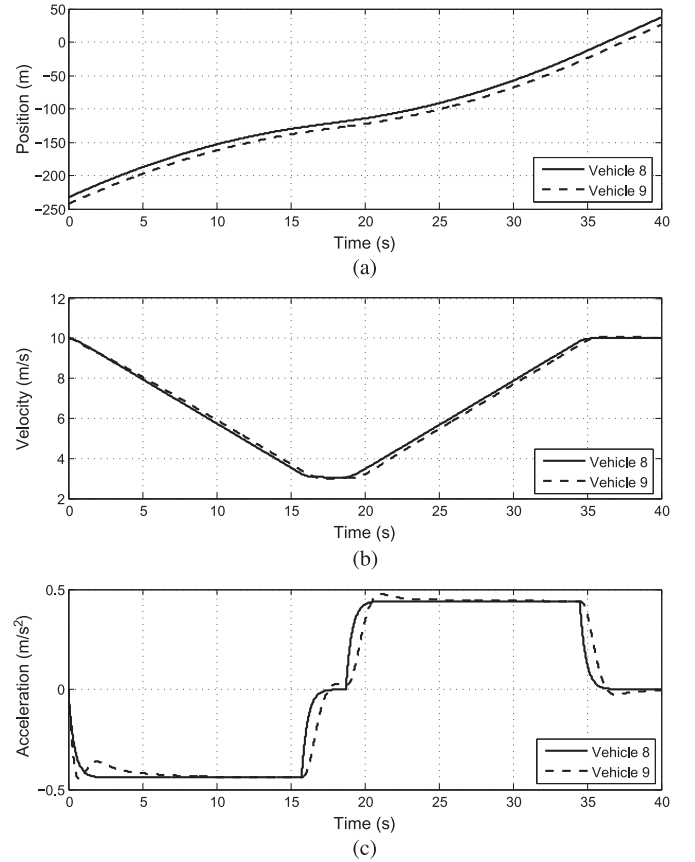 50
0
−50
−100
−150
−200
−250
Position (m)
Vehicle 8
Vehicle 9
0 5 10 15 20 25 30 35 40
Time (s)
(a)
12
10
8
6
4
2
Velocity (m/s)
Vehicle 8
Vehicle 9
0 5 10 15 20 25 30 35 40
Time (s)
(b)
0.5
0
−0.5
Acceleration (m/s²)
Vehicle 8
Vehicle 9
0 5 10 15 20 25 30 35 40
Time (s)
(c)